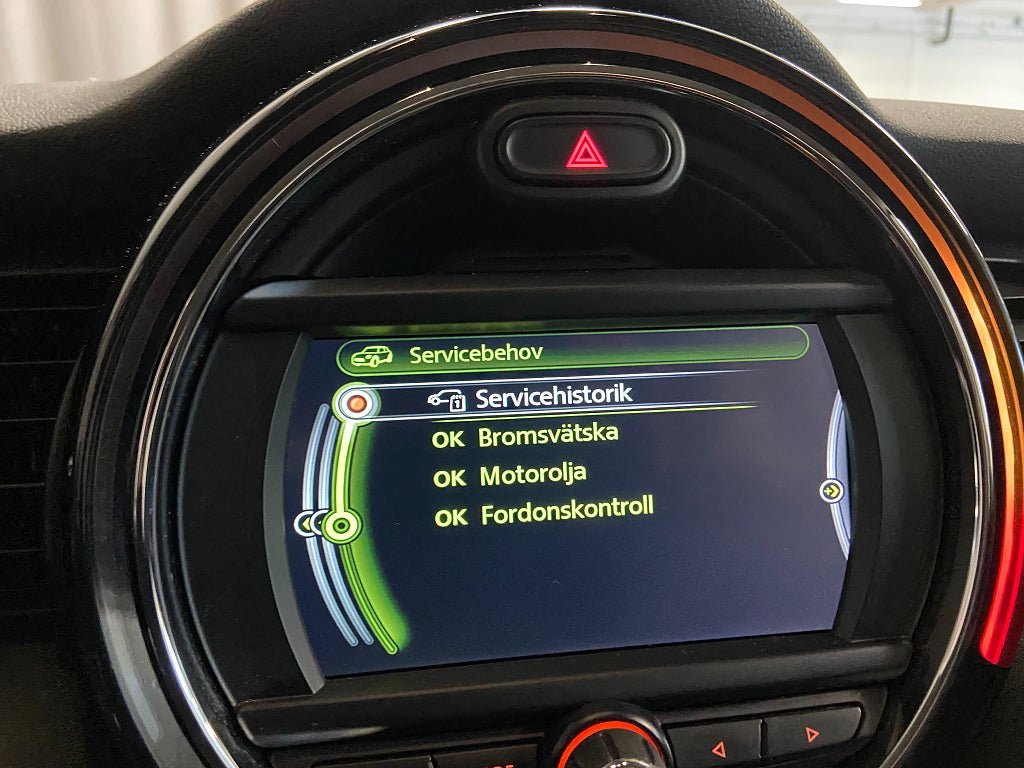 Servicebehov
Servicehistorik
OK Bromsvätska
OK Motorolja
OK Fordonskontroll